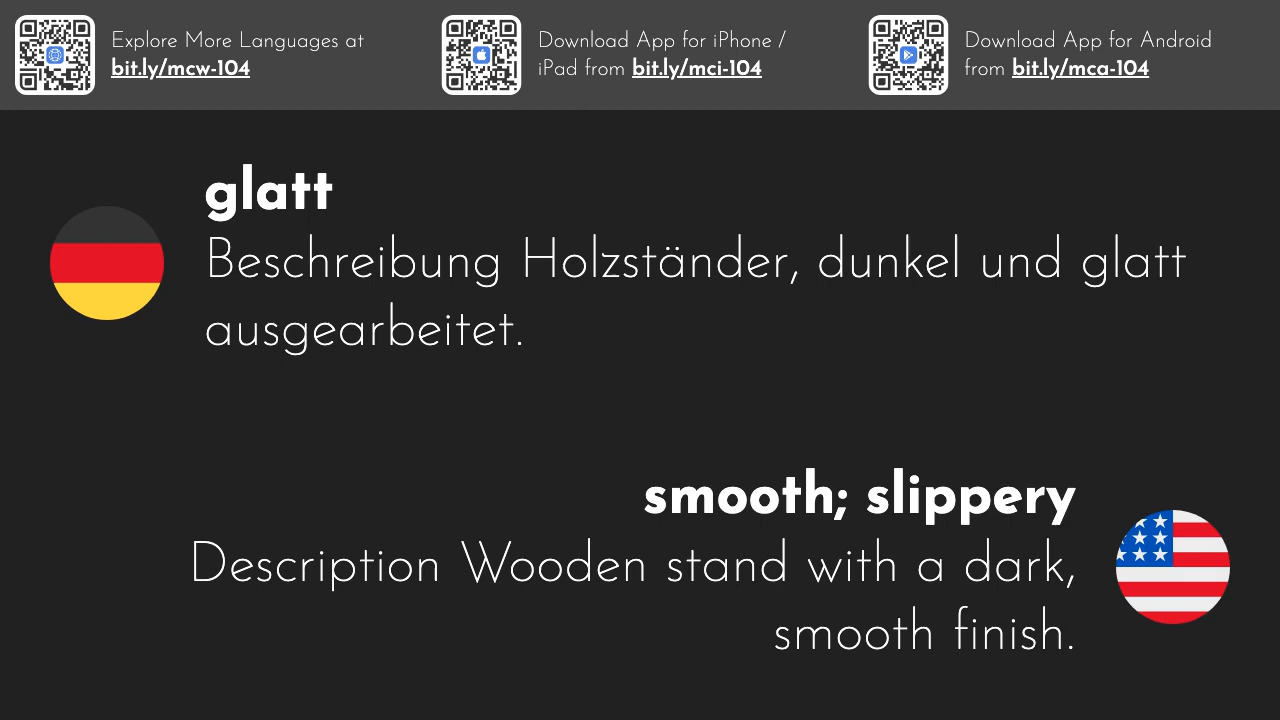 Explore More Languages at
bit.ly/mcw-104
Download App for iPhone /
iPad from bit.ly/mci-104
Download App for Android
from bit.ly/mca-104
glatt
Beschreibung Holzständer, dunkel und glatt
ausgearbeitet.
smooth; slippery
Description Wooden stand with a dark,
smooth finish.